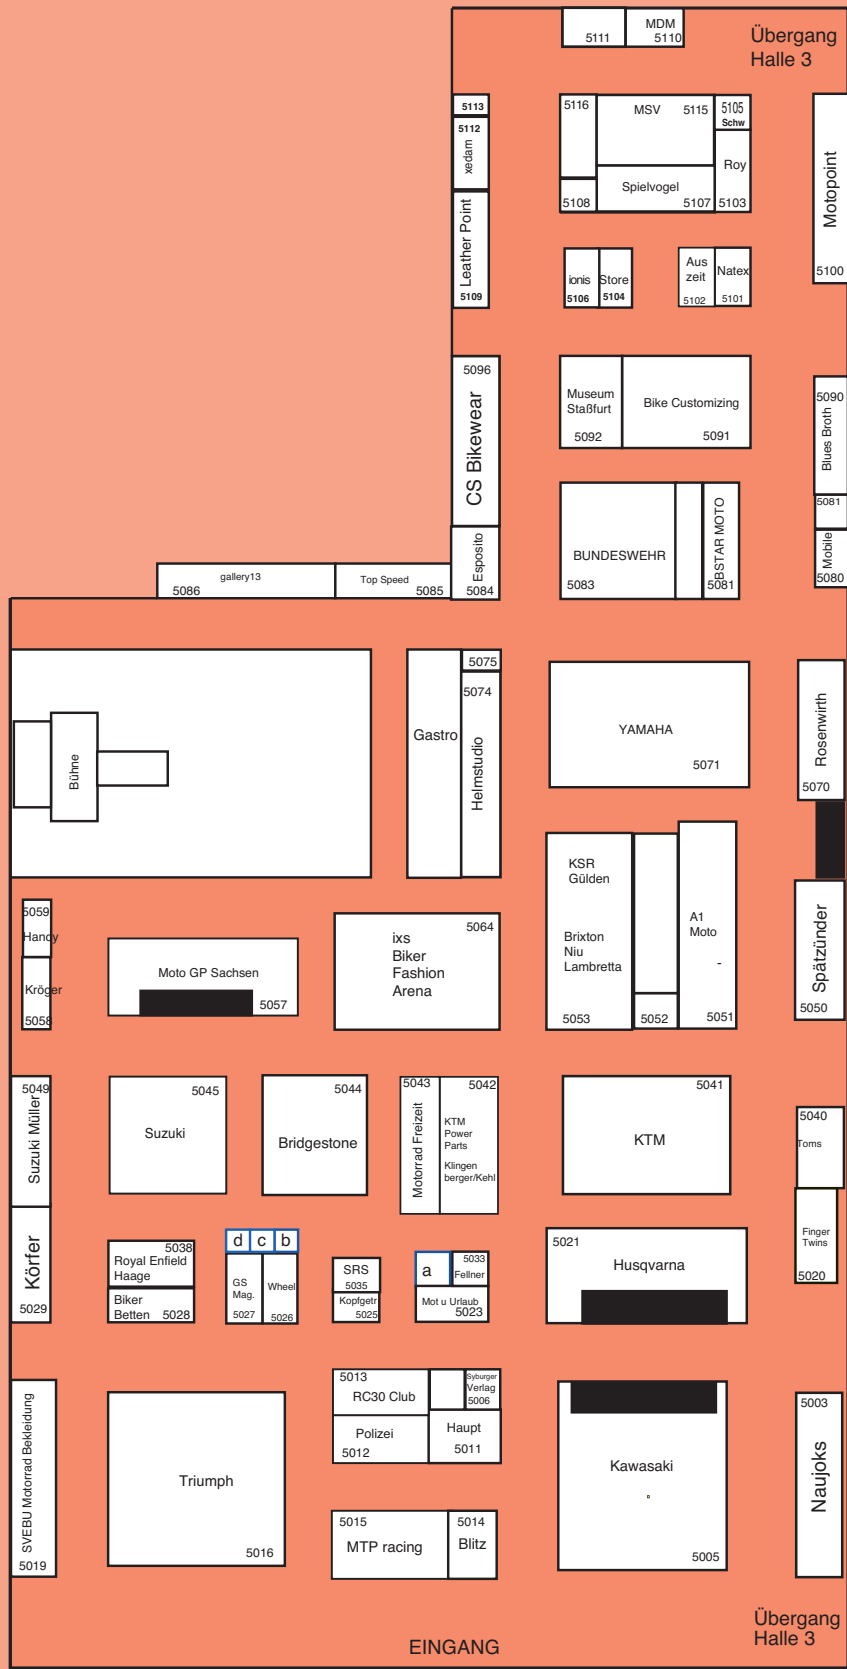 5111
MDM
5110
Übergang
Halle 3
5113
5112
xedam
Leather Point
5109
5116
5108
MSV
5115
Spielvogel
5107
5105
Schw
Roy
5103
Motopoint
5100
ionis
5106
Store
5104
Aus
zeit
5102
Natex
5101
5096
CS Bikewear
Museum
Staßfurt
5092
Bike Customizing
5091
5090
Blues Broth
5081
Mobile
5080
BUNDESWEHR
5083
BSTAR MOTO
5081
Esposito
5084
gallery13
5086
Top Speed
5085
Bühne
Gastro
5075
5074
Helmstudio
YAMAHA
5071
Rosenwirth
5070
KSR
Gülden
Brixton
Niu
Lambretta
5053
5052
A1
Moto
-
5051
Spätzünder
5050
5059
Handy
Kröger
5058
Moto GP Sachsen
5057
5064
ixs
Biker
Fashion
Arena
5049
Suzuki Müller
5045
Suzuki
5044
Bridgestone
5043
Motorrad Freizeit
5042
KTM
Power
Parts
Klingen
berger/Kehl
5041
KTM
5040
Toms
Finger
Twins
5020
Körfer
5029
5038
Royal Enfield
Haage
Biker
Betten
5028
d
c
b
GS
Mag.
5027
Wheel
5026
SRS
5035
Kopfgetr
5025
a
5033
Fellner
Mot u Urlaub
5023
5021
Husqvarna
SVEBU Motorrad Bekleidung
5019
Triumph
5016
5013
RC30 Club
Polizei
5012
Syburger
Verlag
5006
Haupt
5011
5015
MTP racing
5014
Blitz
Kawasaki
5005
5003
Naujoks
EINGANG
Übergang
Halle 3